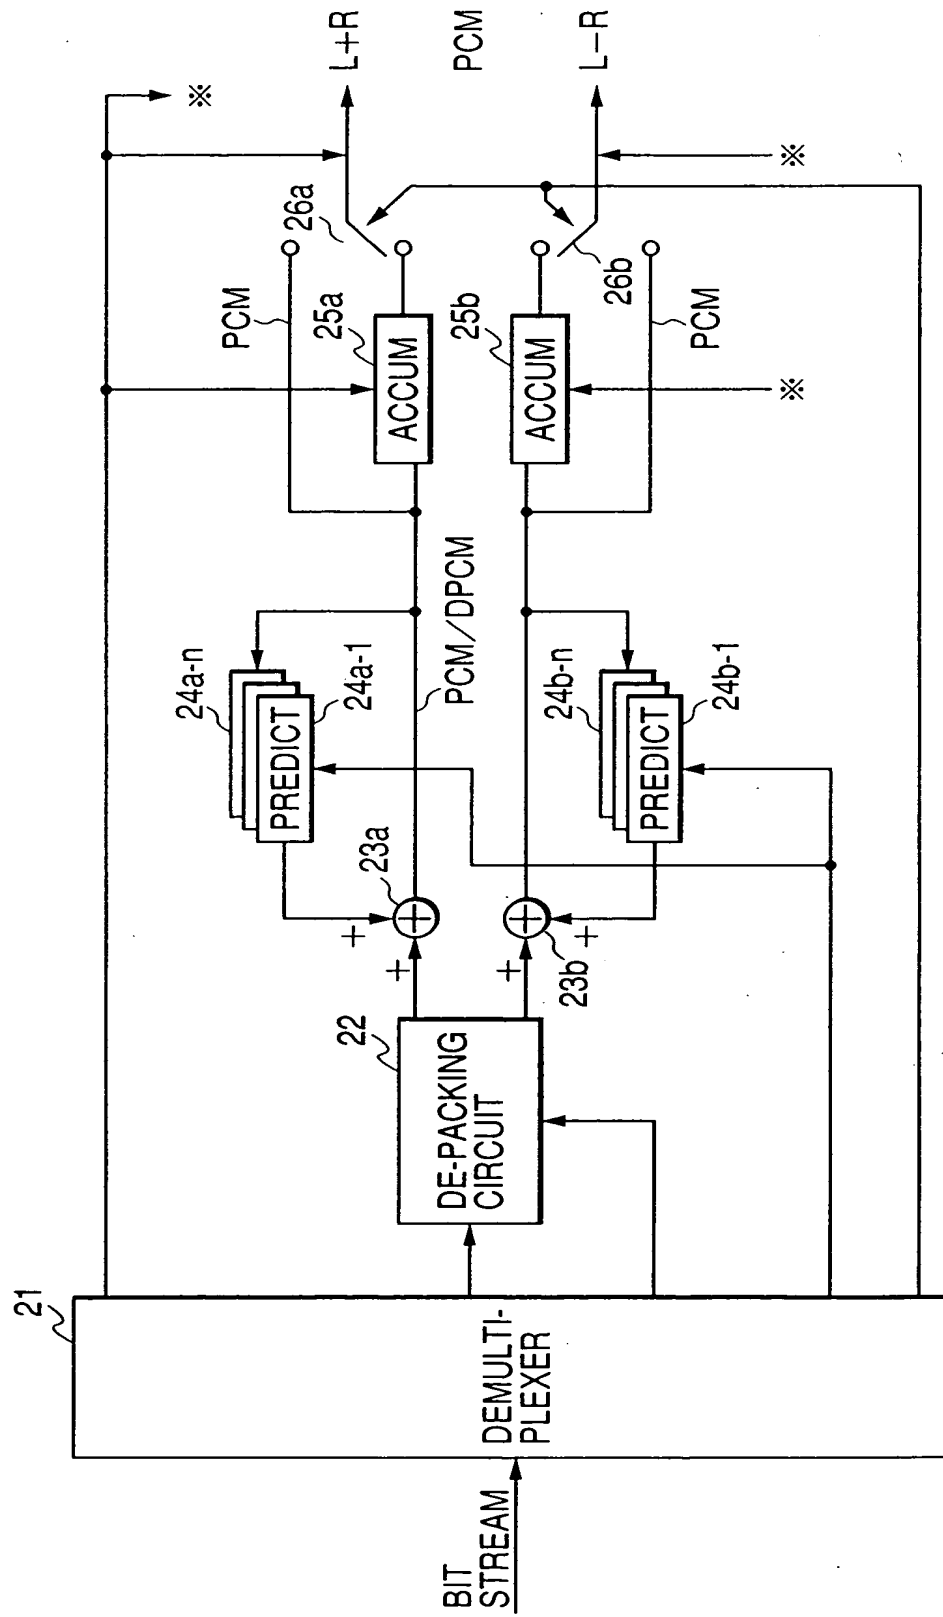 BIT
STREAM
21
DEMULTI-
PLEXER
22
DE-PACKING
CIRCUIT
+
+
23a
+
+
23b
24a-n
PREDICT
24a-1
24b-n
PREDICT
24b-1
PCM/DPCM
PCM
25a
ACCUM
25b
ACCUM
PCM
26a
26b
※
※
※
L+R
PCM
L−R